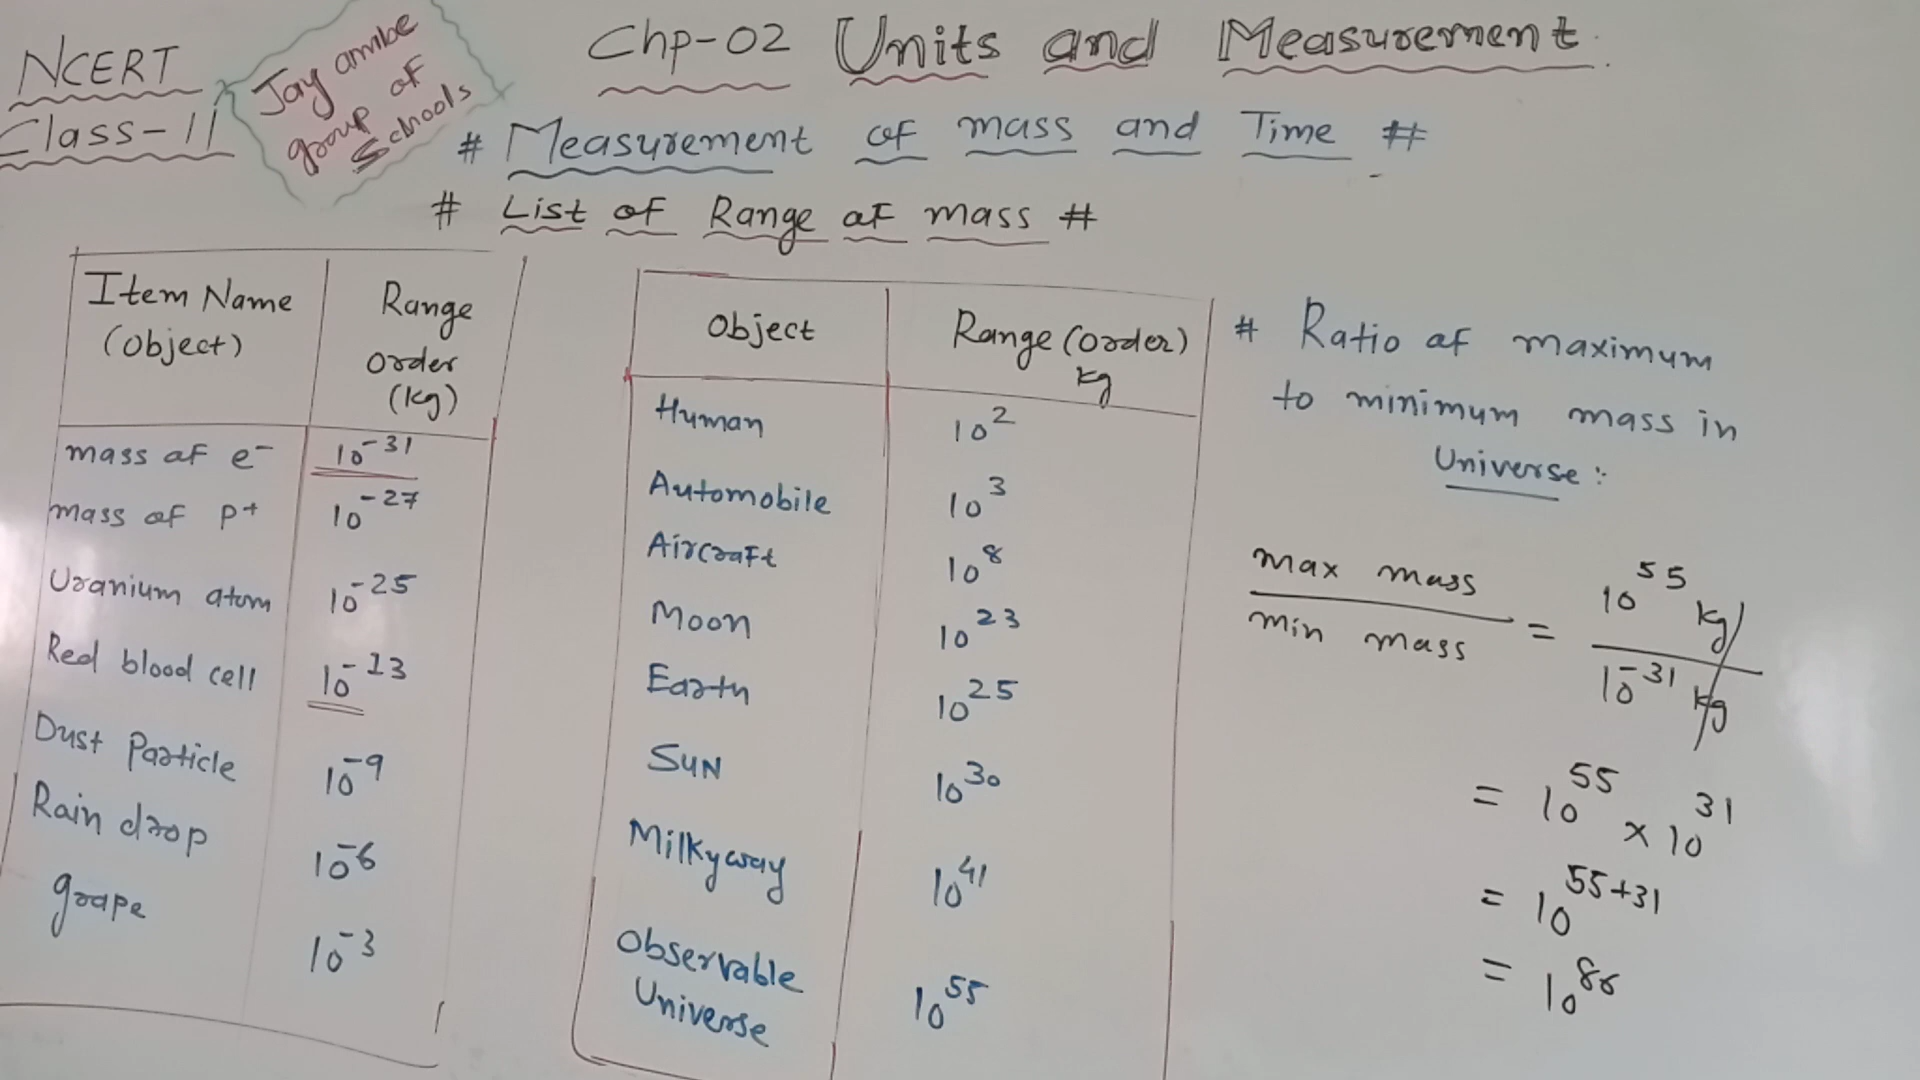 NCERT
Class-11
Jay ambe
group of
Schools
Chp-02 Units and Measurement.
# Measurement of mass and Time #
# List of Range of mass #
Item Name (Object) | Range order (kg)
mass of e⁻ | 10⁻³¹
mass of p⁺ | 10⁻²⁷
Uranium atom | 10⁻²⁵
Red blood cell | 10⁻¹³
Dust Particle | 10⁻⁹
Rain drop | 10⁻⁶
grape | 10⁻³
Object | Range (order) kg
Human | 10²
Automobile | 10³
Aircraft | 10⁸
Moon | 10²³
Earth | 10²⁵
SUN | 10³⁰
Milkyway | 10⁴¹
Observable Universe | 10⁵⁵
# Ratio of maximum
to minimum mass in
Universe :
max mass / min mass = 10⁵⁵ kg / 10⁻³¹ kg
= 10⁵⁵ × 10³¹
= 10⁵⁵⁺³¹
= 10⁸⁶